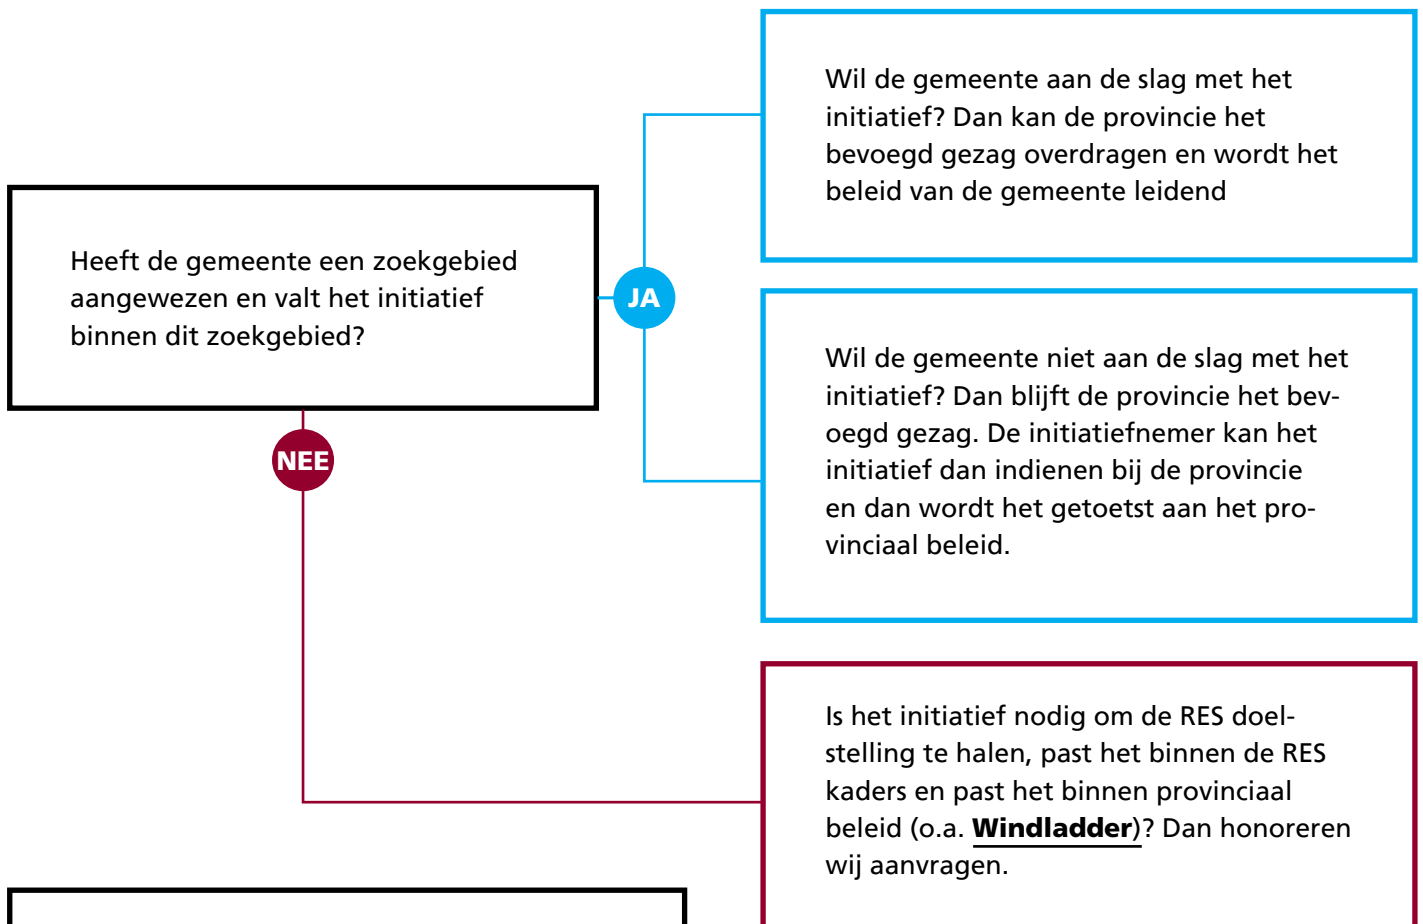 Heeft de gemeente een zoekgebied
aangewezen en valt het initiatief
binnen dit zoekgebied?
JA
Wil de gemeente aan de slag met het
initiatief? Dan kan de provincie het
bevoegd gezag overdragen en wordt het
beleid van de gemeente leidend
Wil de gemeente niet aan de slag met het
initiatief? Dan blijft de provincie het bev-
oegd gezag. De initiatiefnemer kan het
initiatief dan indienen bij de provincie
en dan wordt het getoetst aan het pro-
vinciaal beleid.
NEE
Is het initiatief nodig om de RES doel-
stelling te halen, past het binnen de RES
kaders en past het binnen provinciaal
beleid (o.a. Windladder)? Dan honoreren
wij aanvragen.